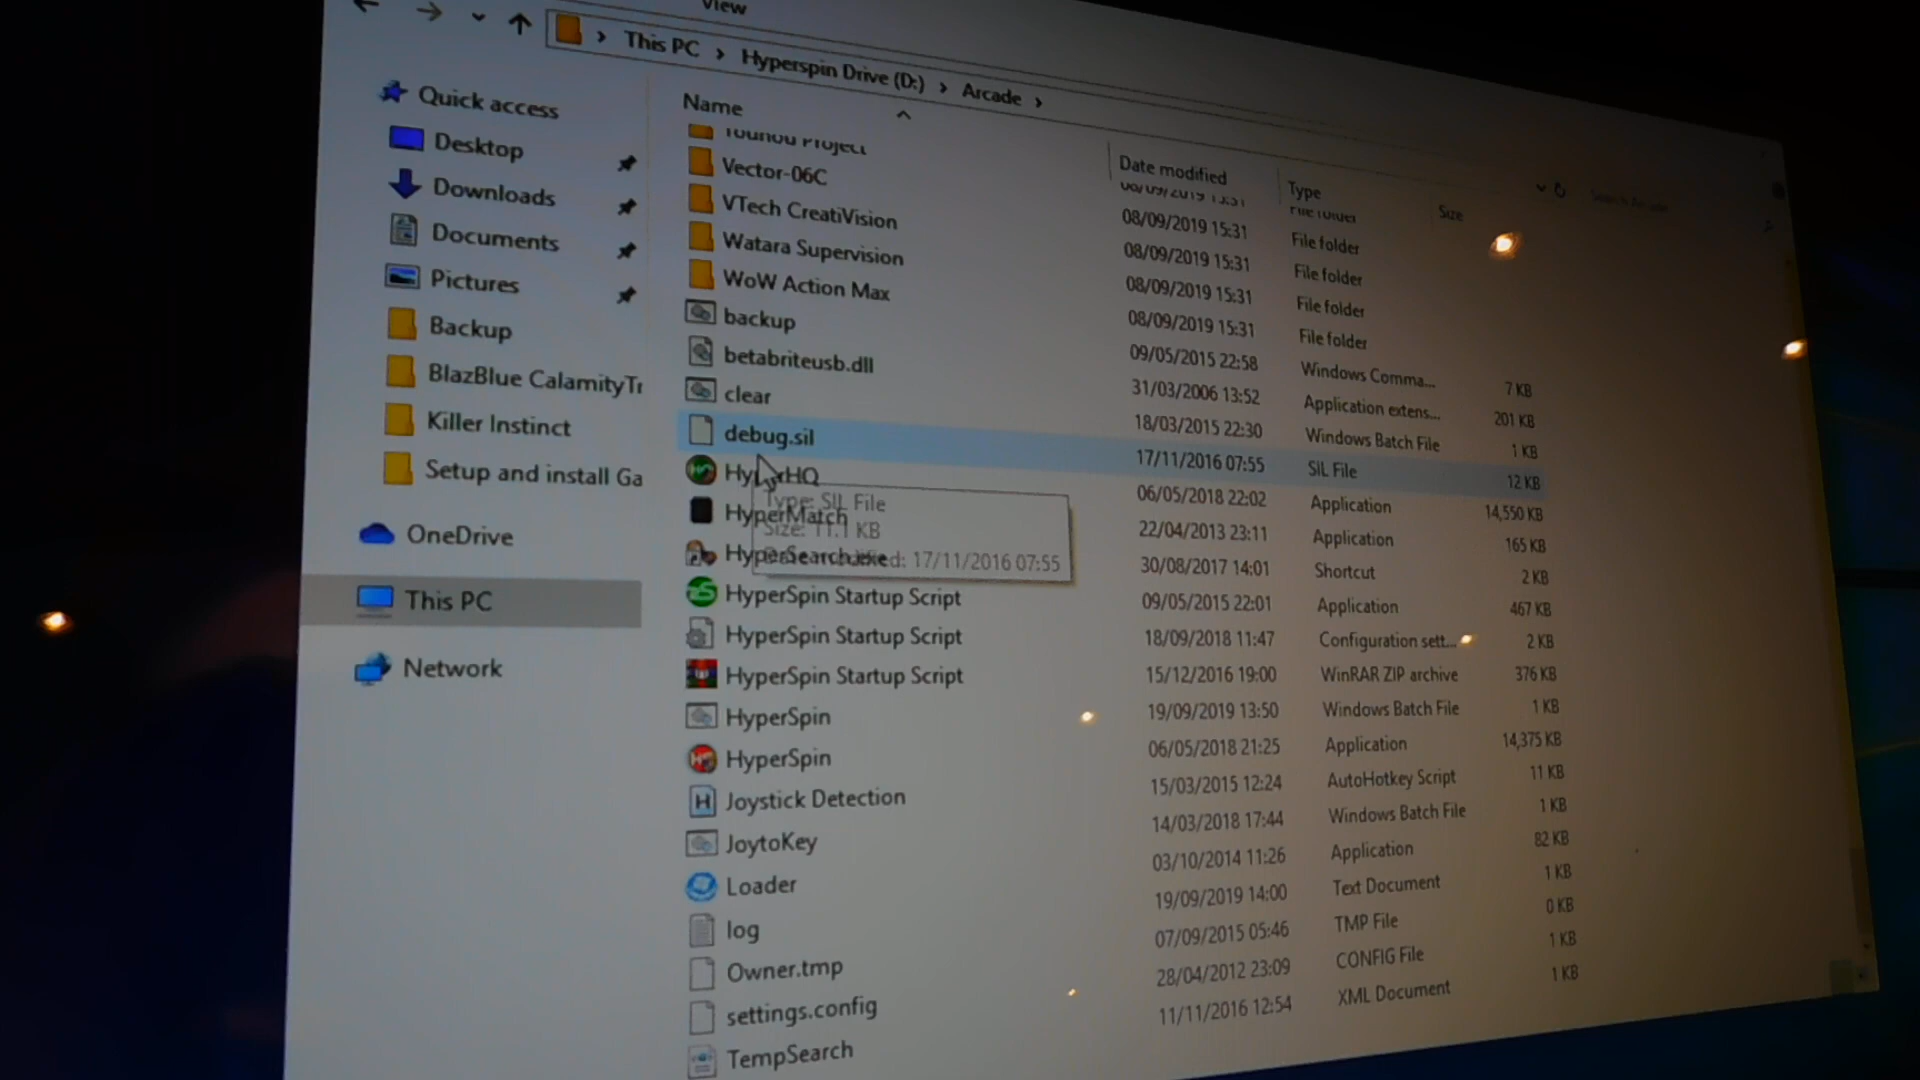 View
This PC > Hyperspin Drive (D:) > Arcade >
Quick access
Desktop
Downloads
Documents
Pictures
Backup
BlazBlue CalamityTr
Killer Instinct
Setup and install Ga
OneDrive
This PC
Network
Name
Date modified
Type
Size
Touhou Project
Vector-06C
VTech CreatiVision
Watara Supervision
WoW Action Max
backup
betabriteusb.dll
clear
debug.sil
HyperHQ
HyperMatch
HyperSearch.exe
HyperSpin Startup Script
HyperSpin Startup Script
HyperSpin Startup Script
HyperSpin
HyperSpin
Joystick Detection
JoytoKey
Loader
log
Owner.tmp
settings.config
TempSearch
Type: SIL File
Size: 11.1 KB
modified: 17/11/2016 07:55
08/09/2019 15:31
08/09/2019 15:31
08/09/2019 15:31
08/09/2019 15:31
08/09/2019 15:31
09/05/2015 22:58
31/03/2006 13:52
18/03/2015 22:30
17/11/2016 07:55
06/05/2018 22:02
22/04/2013 23:11
30/08/2017 14:01
09/05/2015 22:01
18/09/2018 11:47
15/12/2016 19:00
19/09/2019 13:50
06/05/2018 21:25
15/03/2015 12:24
14/03/2018 17:44
03/10/2014 11:26
19/09/2019 14:00
07/09/2015 05:46
28/04/2012 23:09
11/11/2016 12:54
File folder
File folder
File folder
File folder
File folder
Windows Comma...
Application extens...
Windows Batch File
SIL File
Application
Application
Shortcut
Application
Configuration sett...
WinRAR ZIP archive
Windows Batch File
Application
AutoHotkey Script
Windows Batch File
Application
Text Document
TMP File
CONFIG File
XML Document
7 KB
201 KB
1 KB
12 KB
14,550 KB
165 KB
2 KB
467 KB
2 KB
376 KB
1 KB
14,375 KB
11 KB
1 KB
82 KB
1 KB
0 KB
1 KB
1 KB